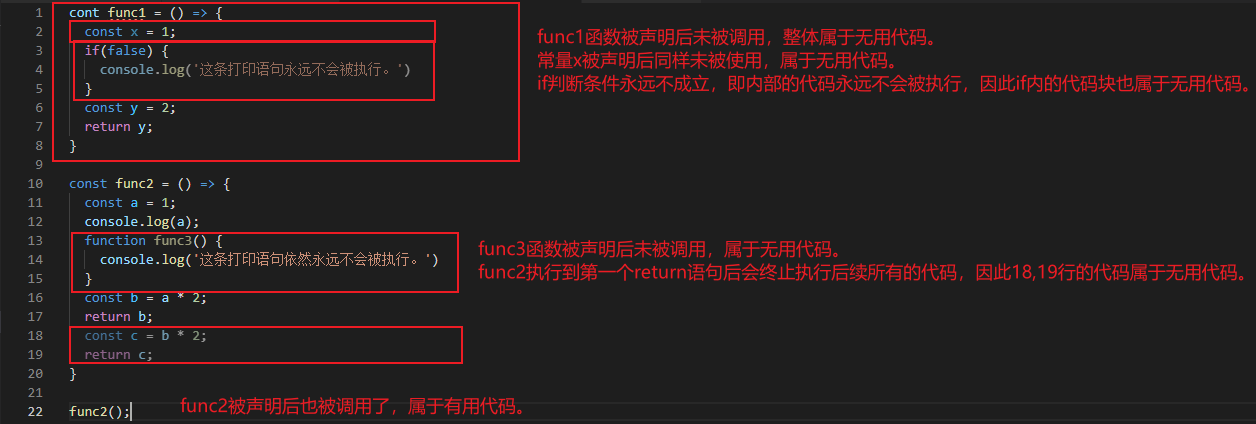 1 cont func1 = () => {
2 const x = 1;
3 if(false) {
4 console.log('这条打印语句永远不会被执行。')
5 }
6 const y = 2;
7 return y;
8 }
9
10 const func2 = () => {
11 const a = 1;
12 console.log(a);
13 function func3() {
14 console.log('这条打印语句依然永远不会被执行。')
15 }
16 const b = a * 2;
17 return b;
18 const c = b * 2;
19 return c;
20 }
21
22 func2();
func1函数被声明后未被调用，整体属于无用代码。
常量x被声明后同样未被使用，属于无用代码。
if判断条件永远不成立，即内部的代码永远不会被执行，因此if内的代码块也属于无用代码。
func3函数被声明后未被调用，属于无用代码。
func2执行到第一个return语句后会终止执行后续所有的代码，因此18,19行的代码属于无用代码。
func2被声明后也被调用了，属于有用代码。